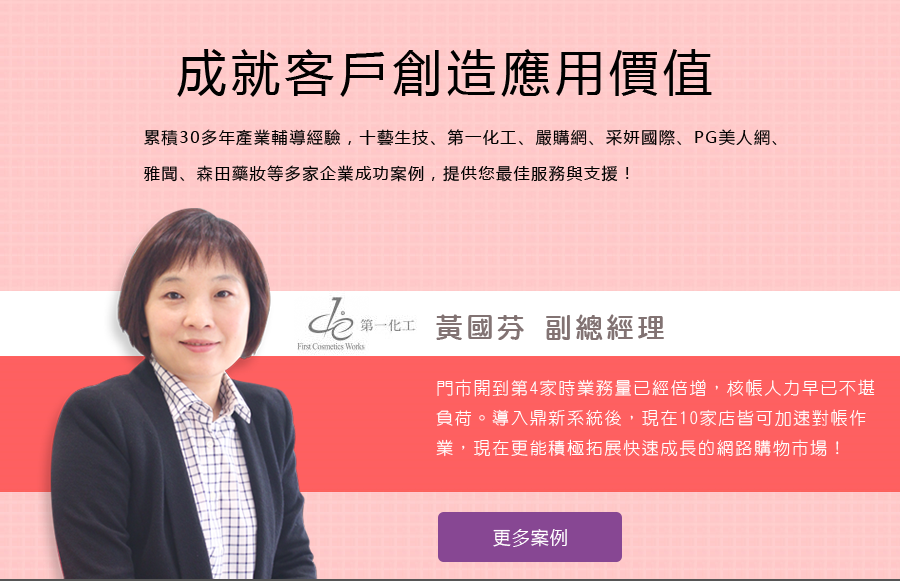 成就客戶創造應用價值
累積30多年產業輔導經驗，十藝生技、第一化工、嚴購網、采妍國際、PG美人網、
雅聞、森田藥妝等多家企業成功案例，提供您最佳服務與支援！
第一化工
First Cosmetics Works
黃國芬 副總經理
門市開到第4家時業務量已經倍增，核帳人力早已不堪
負荷。導入鼎新系統後，現在10家店皆可加速對帳作
業，現在更能積極拓展快速成長的網路購物市場！
更多案例